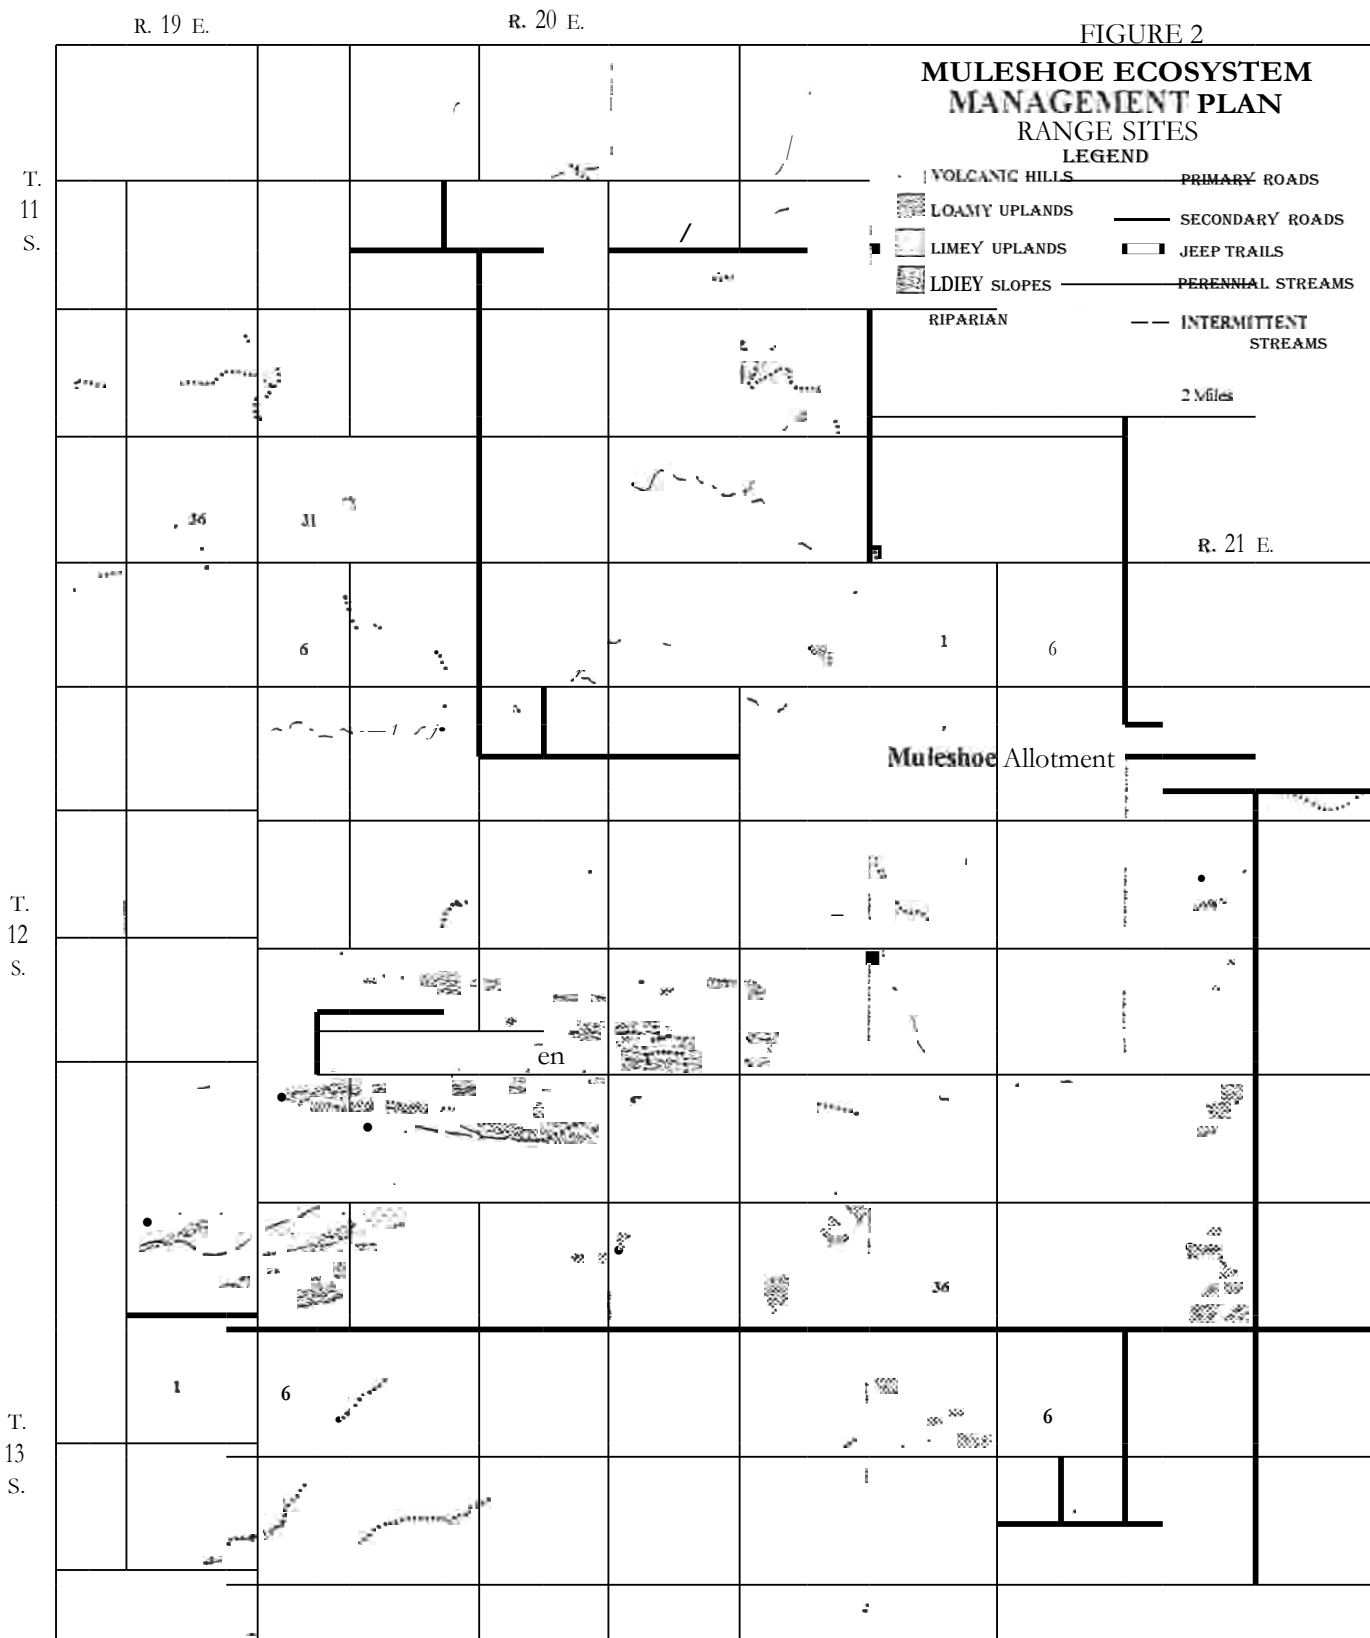 R. 19 E.
R. 20 E.
FIGURE 2
MULESHOE ECOSYSTEM
MANAGEMENT PLAN
RANGE SITES
LEGEND
VOLCANIC HILLS
LOAMY UPLANDS
LIMEY UPLANDS
LDIEY SLOPES
RIPARIAN
PRIMARY ROADS
SECONDARY ROADS
JEEP TRAILS
PERENNIAL STREAMS
INTERMITTENT
STREAMS
2 Miles
T.
11
S.
36
31
R. 21 E.
6
1
6
Muleshoe Allotment
T.
12
S.
en
36
1
6
6
T.
13
S.